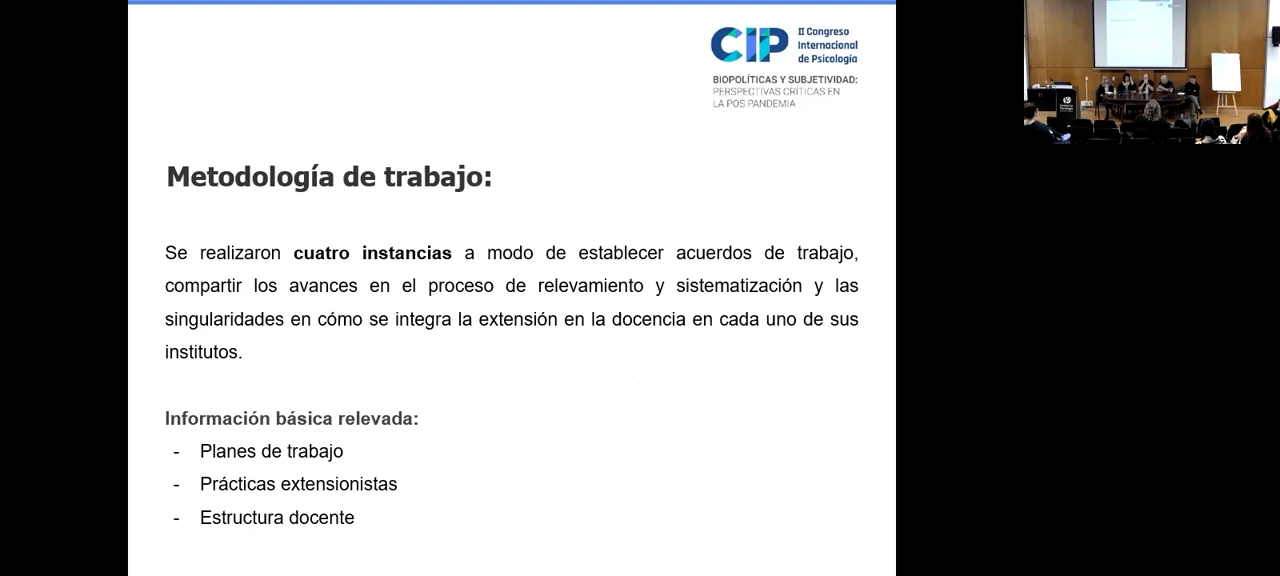 CIP
II Congreso
Internacional
de Psicología
BIOPOLÍTICAS Y SUBJETIVIDAD:
PERSPECTIVAS CRÍTICAS EN
LA POS PANDEMIA
Metodología de trabajo:
Se realizaron cuatro instancias a modo de establecer acuerdos de trabajo,
compartir los avances en el proceso de relevamiento y sistematización y las
singularidades en cómo se integra la extensión en la docencia en cada uno de sus
institutos.
Información básica relevada:
- Planes de trabajo
- Prácticas extensionistas
- Estructura docente